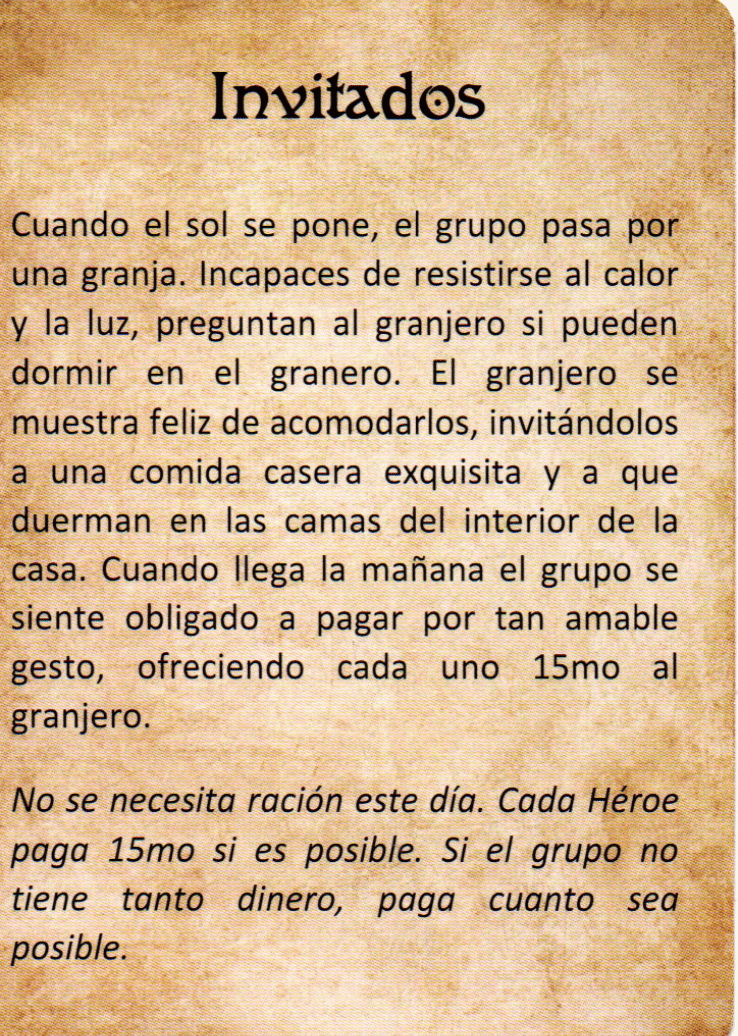 Invitados
Cuando el sol se pone, el grupo pasa por
una granja. Incapaces de resistirse al calor
y la luz, preguntan al granjero si pueden
dormir en el granero. El granjero se
muestra feliz de acomodarlos, invitándolos
a una comida casera exquisita y a que
duerman en las camas del interior de la
casa. Cuando llega la mañana el grupo se
siente obligado a pagar por tan amable
gesto, ofreciendo cada uno 15mo al
granjero.
No se necesita ración este día. Cada Héroe
paga 15mo si es posible. Si el grupo no
tiene tanto dinero, paga cuanto sea
posible.